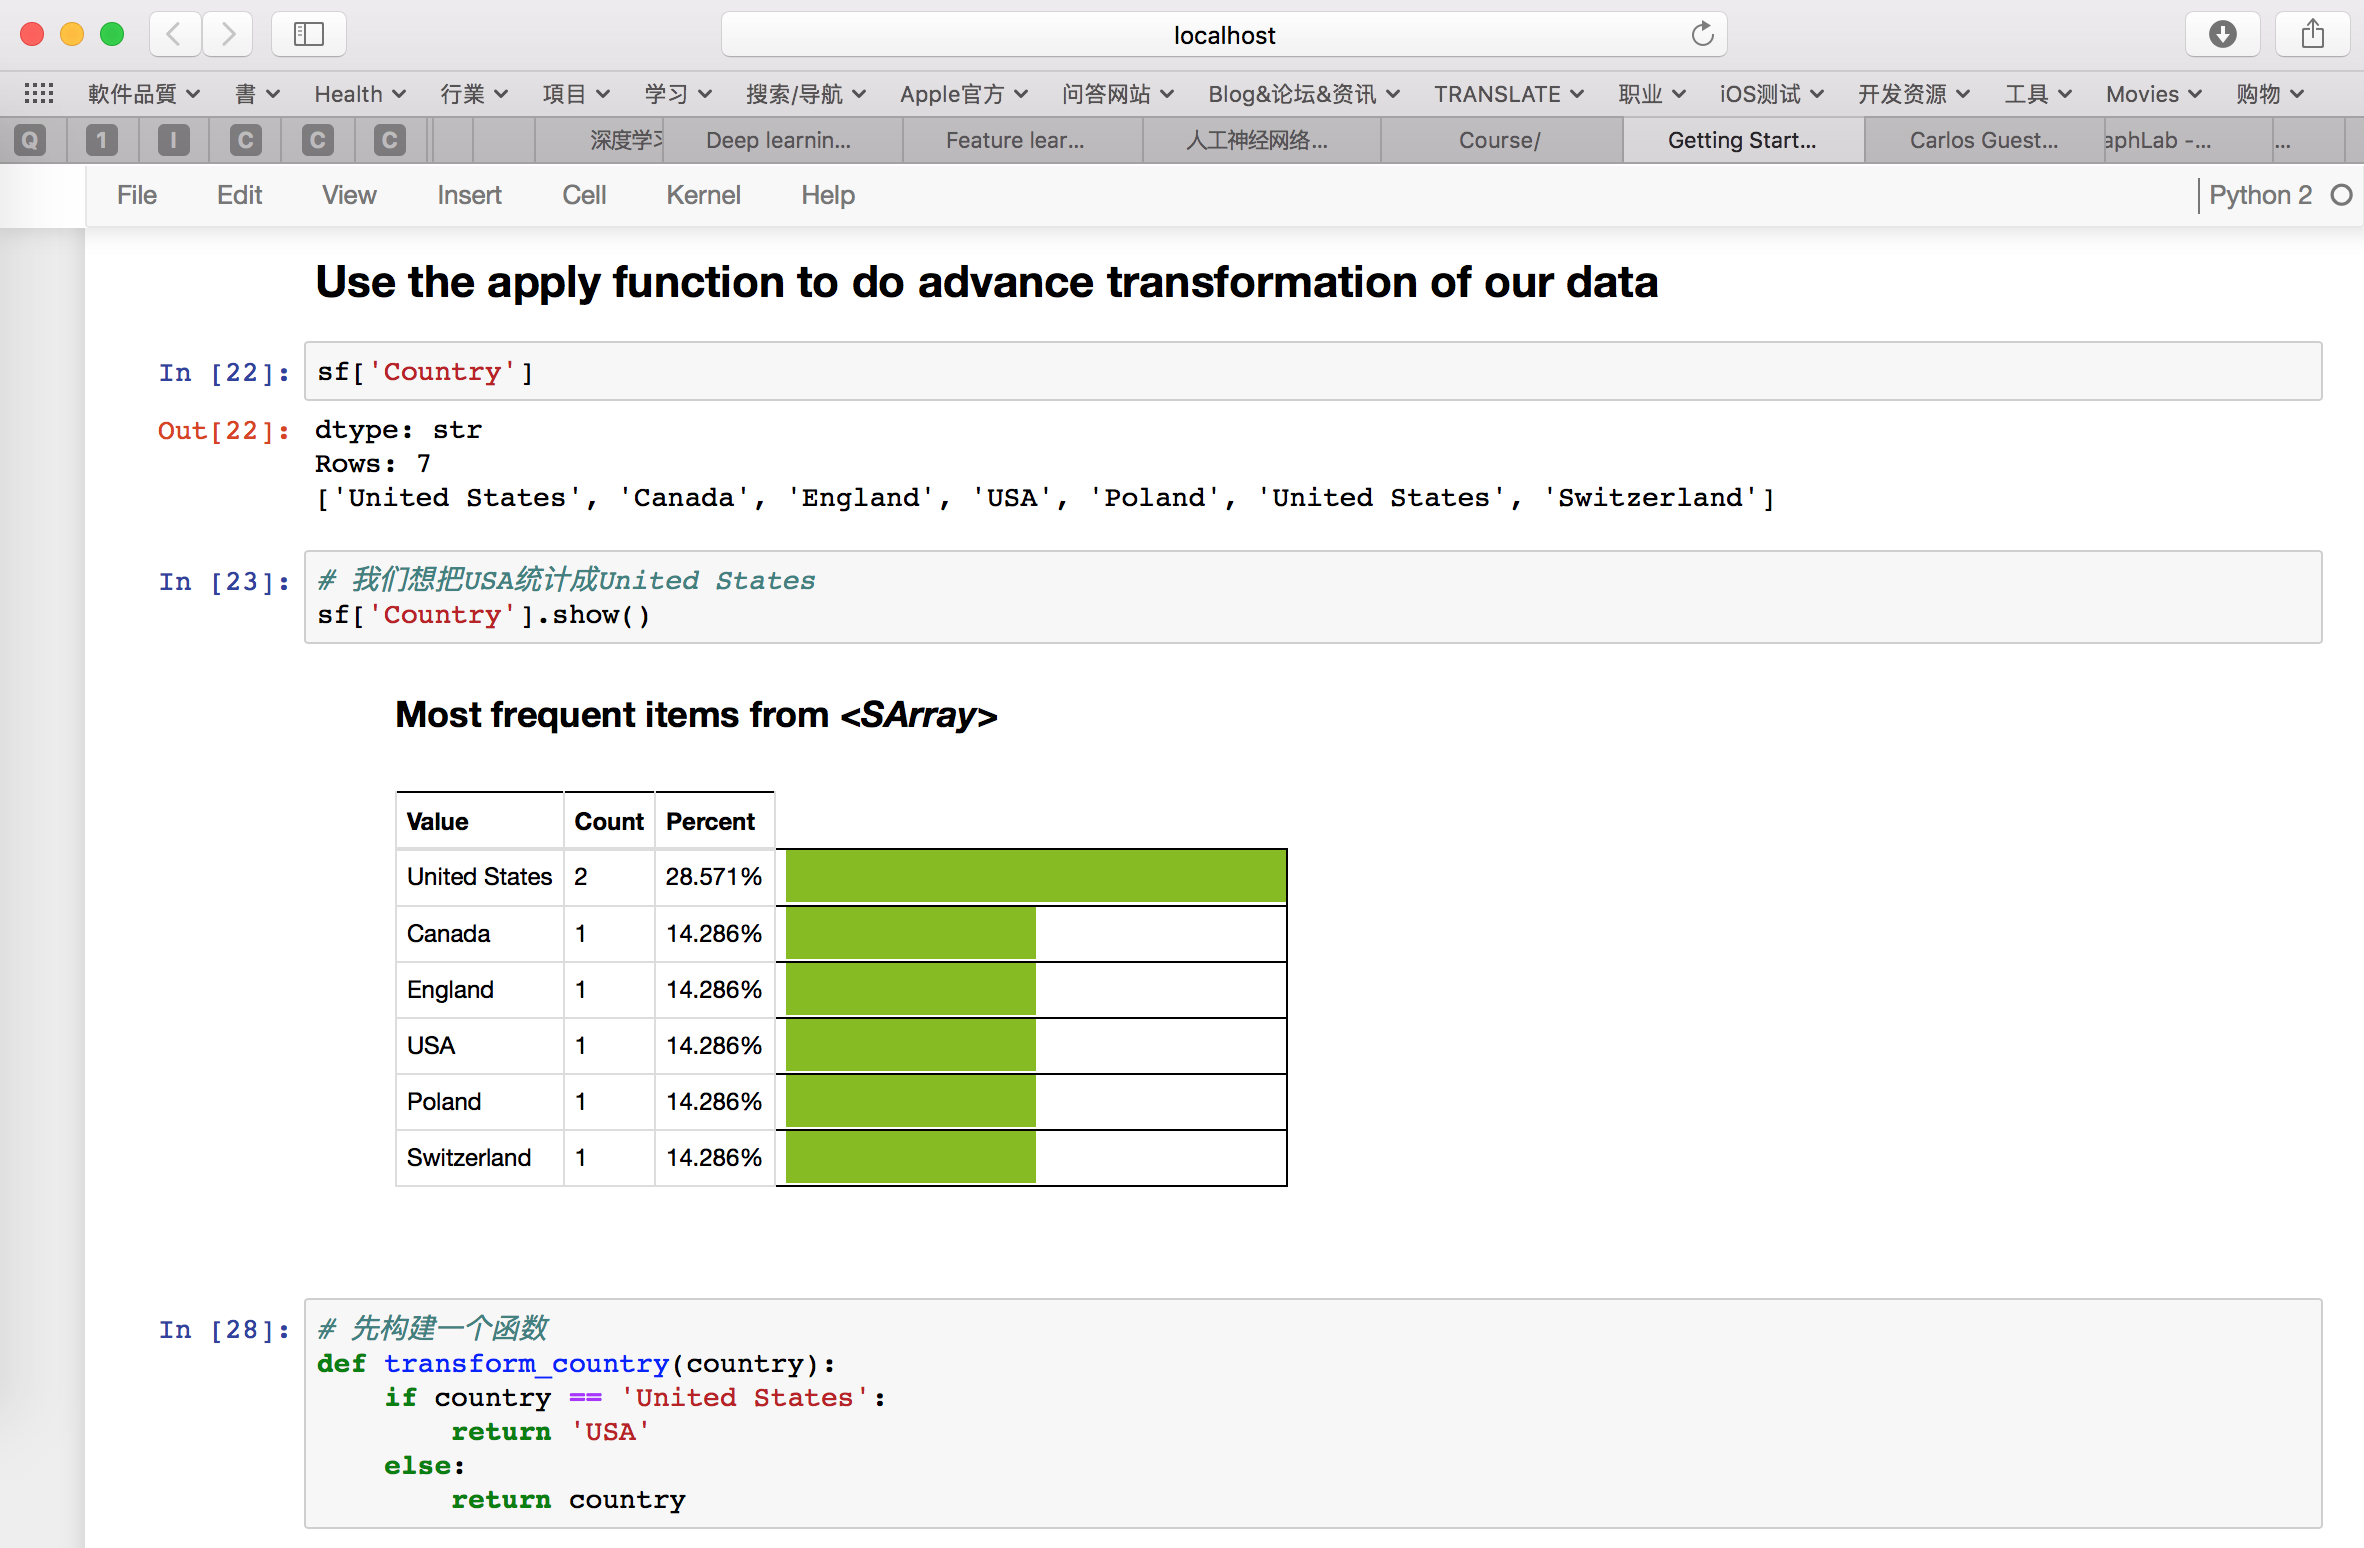 localhost
軟件品質 書 Health 行業 項目 学习 搜索/导航 Apple官方 问答网站 Blog&论坛&资讯 TRANSLATE 职业 iOS测试 开发资源 工具 Movies 购物
Q 1 I C C C 深度学习 Deep learnin... Feature lear... 人工神经网络... Course/ Getting Start... Carlos Guest... aphLab -... ...
File Edit View Insert Cell Kernel Help Python 2
Use the apply function to do advance transformation of our data
In [22]: sf['Country']
Out[22]: dtype: str
Rows: 7
['United States', 'Canada', 'England', 'USA', 'Poland', 'United States', 'Switzerland']
In [23]: # 我们想把USA统计成United States
sf['Country'].show()
Most frequent items from <SArray>
Value Count Percent
United States 2 28.571%
Canada 1 14.286%
England 1 14.286%
USA 1 14.286%
Poland 1 14.286%
Switzerland 1 14.286%
In [28]: # 先构建一个函数
def transform_country(country):
if country == 'United States':
return 'USA'
else:
return country